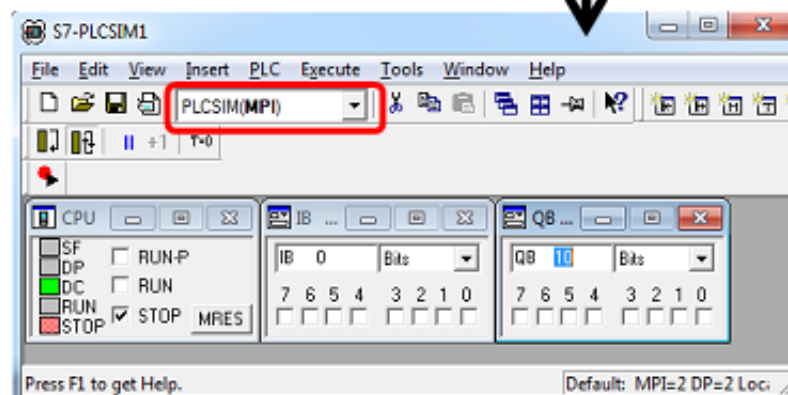 S7-PLCSIM1
File Edit View Insert PLC Execute Tools Window Help
PLCSIM(MPI)
+1 T=0
CPU
SF
DP
DC
RUN
STOP
RUN-P
RUN
STOP
MRES
IB ...
IB 0 Bits
7 6 5 4 3 2 1 0
QB ...
QB 10 Bits
7 6 5 4 3 2 1 0
Press F1 to get Help.
Default: MPI=2 DP=2 Loca